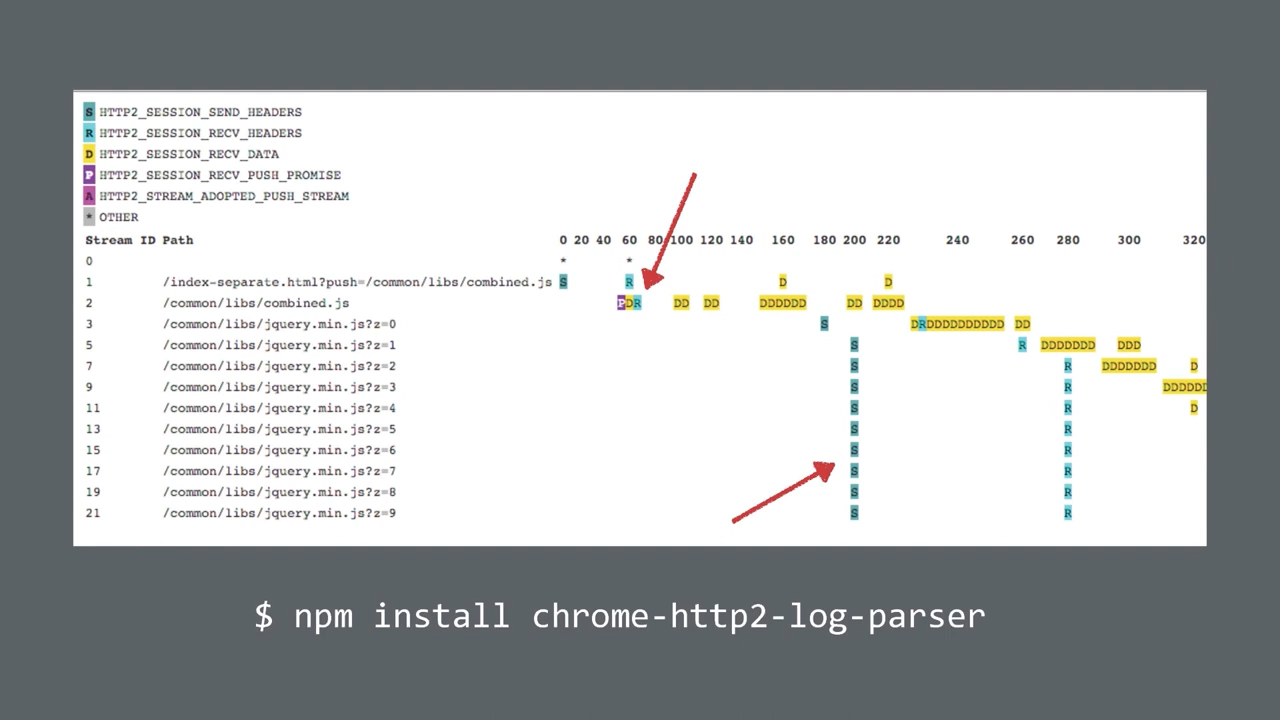 S HTTP2_SESSION_SEND_HEADERS
R HTTP2_SESSION_RECV_HEADERS
D HTTP2_SESSION_RECV_DATA
P HTTP2_SESSION_RECV_PUSH_PROMISE
A HTTP2_STREAM_ADOPTED_PUSH_STREAM
* OTHER
Stream ID Path 0 20 40 60 80 100 120 140 160 180 200 220 240 260 280 300 320
0 * *
1 /index-separate.html?push=/common/libs/combined.js S R D D
2 /common/libs/combined.js PDR DD DD DDDDDD DD DDDD
3 /common/libs/jquery.min.js?z=0 S DRDDDDDDDDDD DD
5 /common/libs/jquery.min.js?z=1 S R DDDDDDD DDD
7 /common/libs/jquery.min.js?z=2 S R DDDDDDD D
9 /common/libs/jquery.min.js?z=3 S R DDDDDD
11 /common/libs/jquery.min.js?z=4 S R D
13 /common/libs/jquery.min.js?z=5 S R
15 /common/libs/jquery.min.js?z=6 S R
17 /common/libs/jquery.min.js?z=7 S R
19 /common/libs/jquery.min.js?z=8 S R
21 /common/libs/jquery.min.js?z=9 S R
$ npm install chrome-http2-log-parser